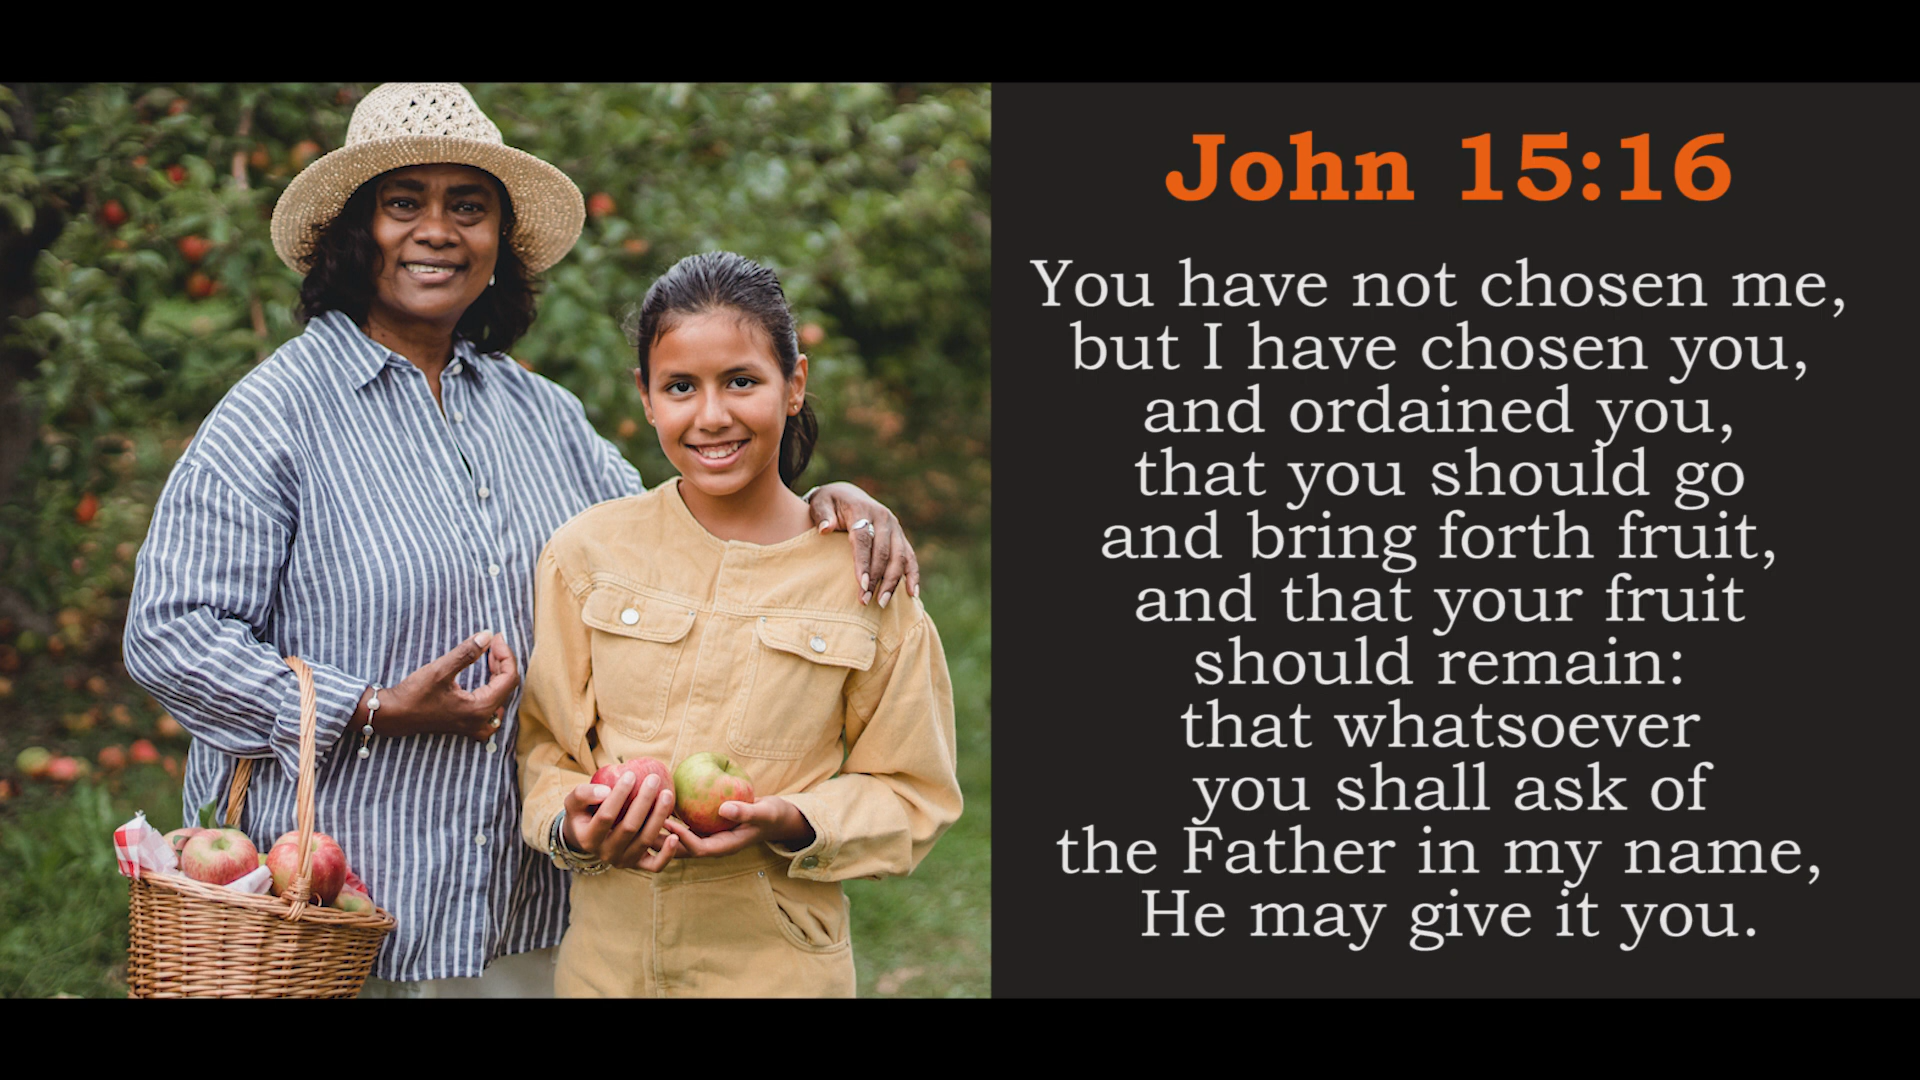 John 15:16
You have not chosen me,
but I have chosen you,
and ordained you,
that you should go
and bring forth fruit,
and that your fruit
should remain:
that whatsoever
you shall ask of
the Father in my name,
He may give it you.